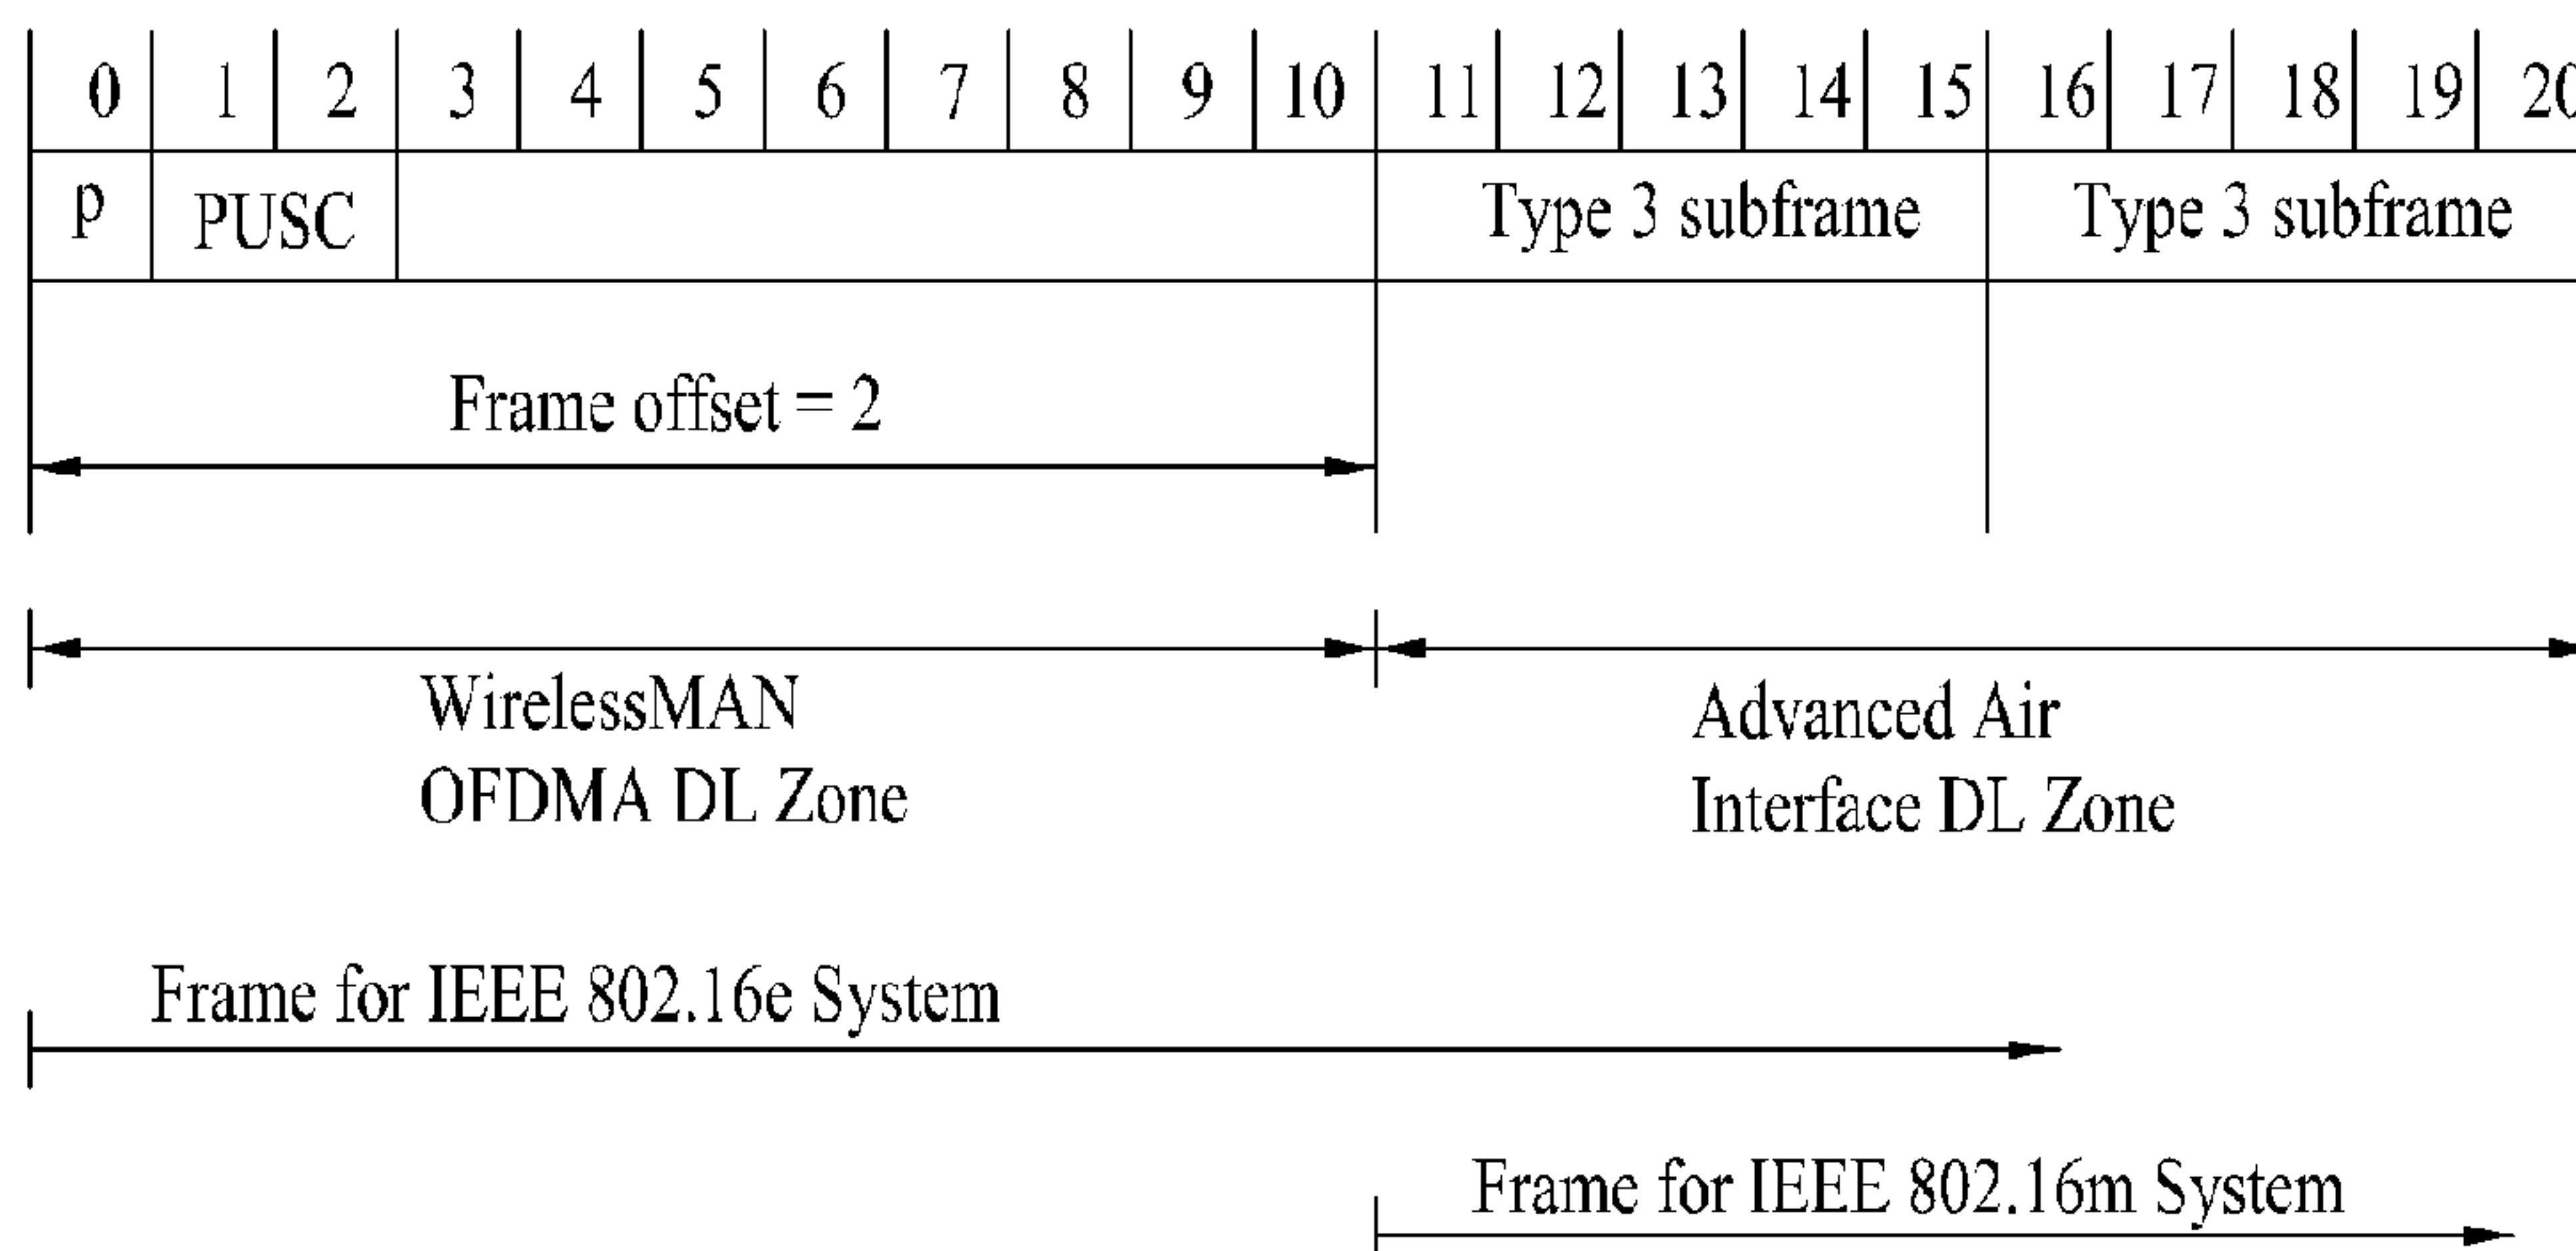 0 1 2 3 4 5 6 7 8 9 10 11 12 13 14 15 16 17 18 19 20
p PUSC Type 3 subframe Type 3 subframe
Frame offset = 2
WirelessMAN
OFDMA DL Zone
Advanced Air
Interface DL Zone
Frame for IEEE 802.16e System
Frame for IEEE 802.16m System